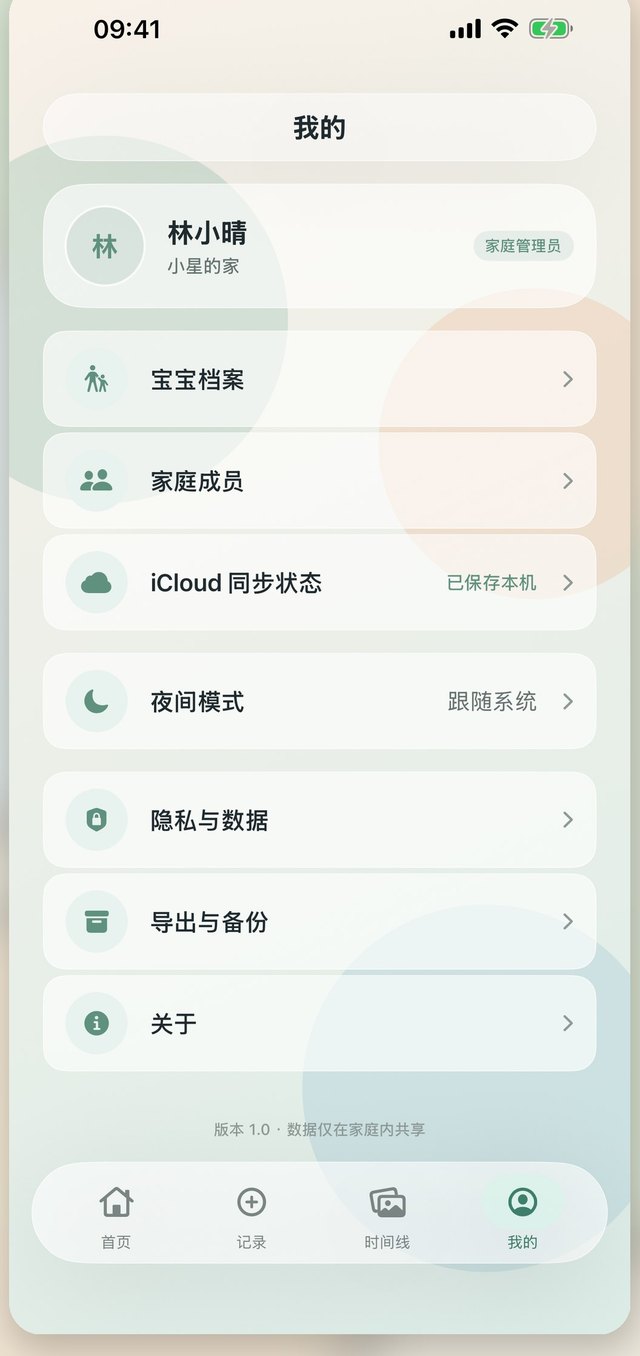 09:41
我的
林
林小晴
小星的家
家庭管理员
宝宝档案
家庭成员
iCloud 同步状态
已保存本机
夜间模式
跟随系统
隐私与数据
导出与备份
关于
版本 1.0 · 数据仅在家庭内共享
首页
记录
时间线
我的